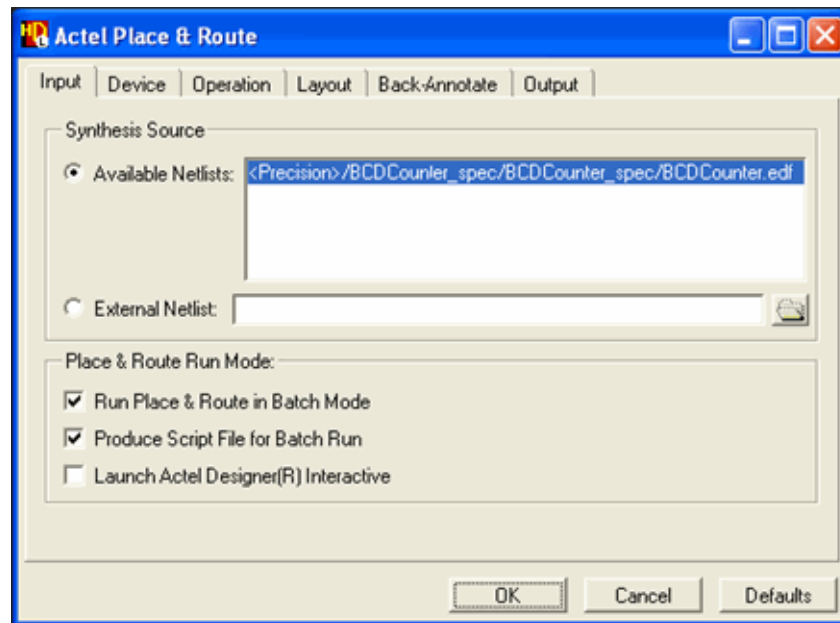 Actel Place & Route
Input Device Operation Layout Back-Annotate Output
Synthesis Source
Available Netlists: <Precision>/BCDCounter_spec/BCDCounter_spec/BCDCounter.edf
External Netlist:
Place & Route Run Mode:
Run Place & Route in Batch Mode
Produce Script File for Batch Run
Launch Actel Designer(R) Interactive
OK Cancel Defaults